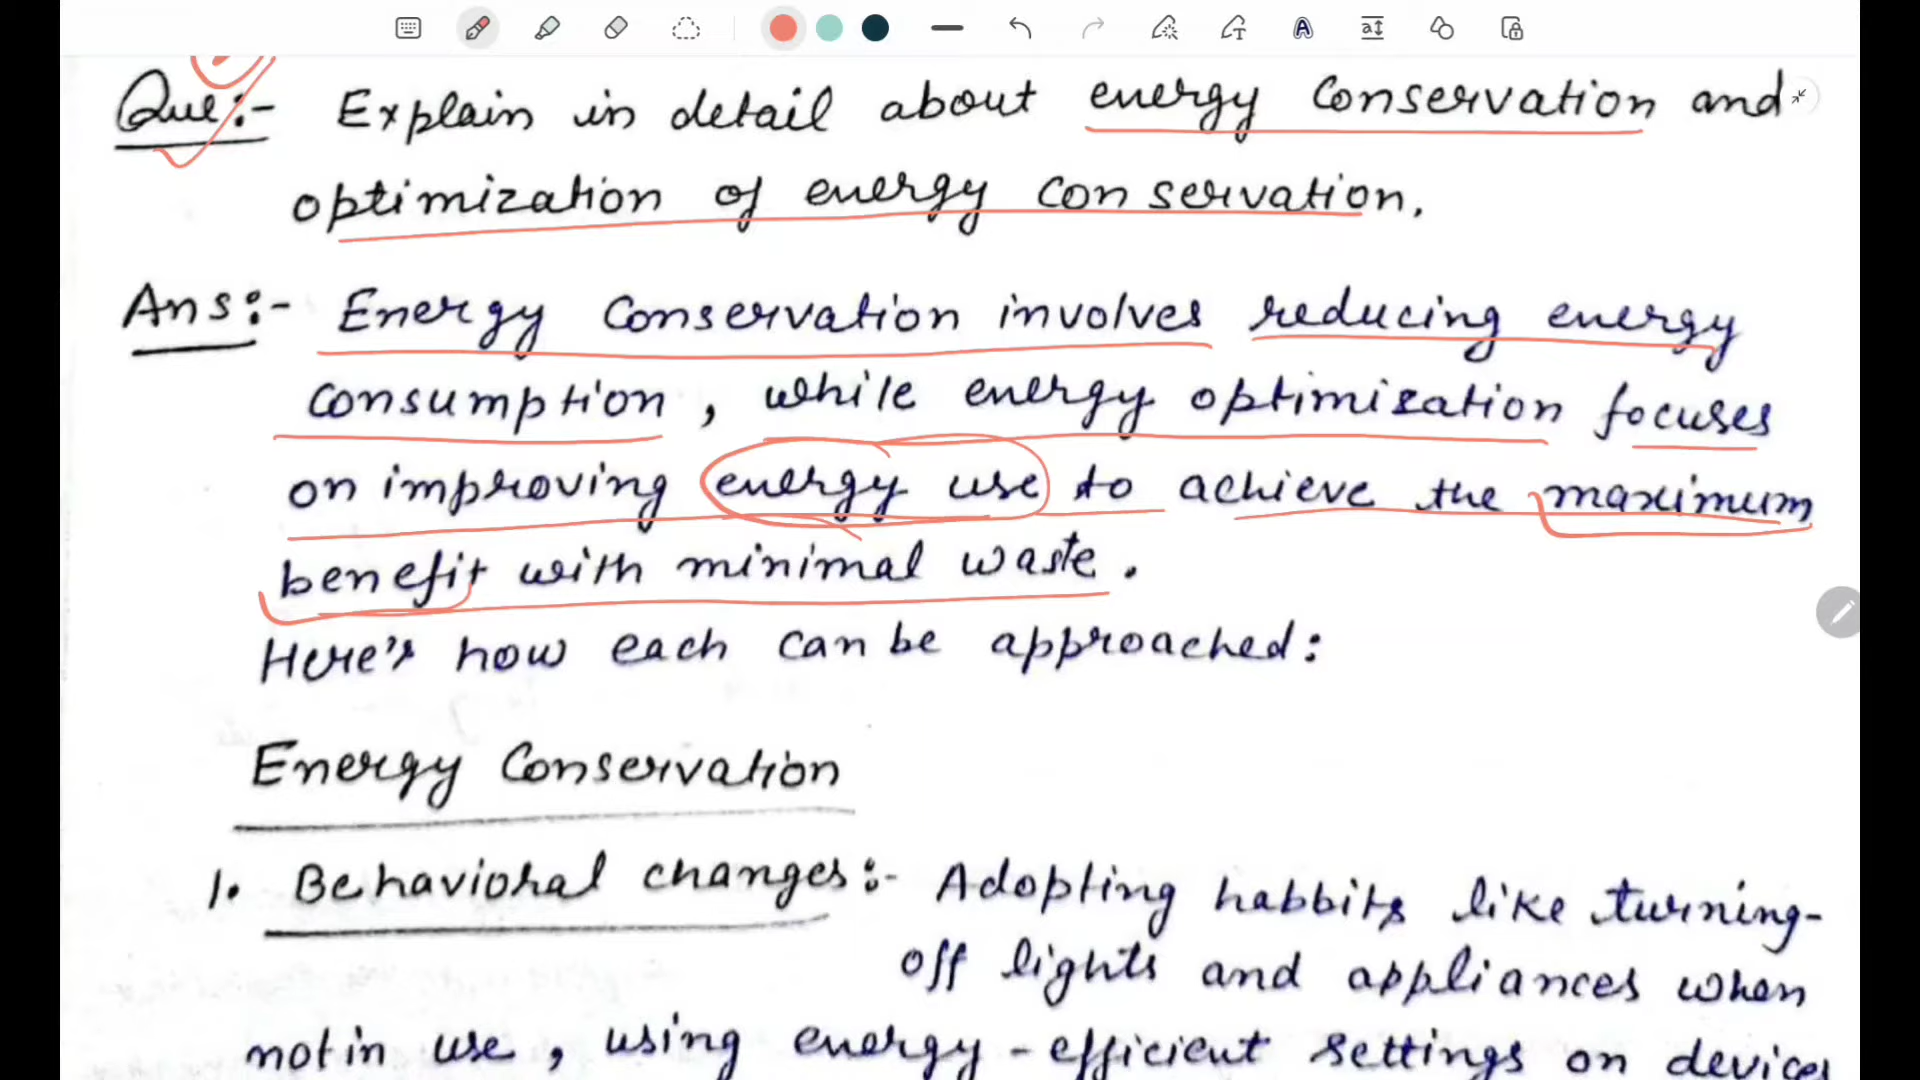 Que:- Explain in detail about energy Conservation and
optimization of energy conservation.
Ans:- Energy Conservation involves reducing energy
consumption, while energy optimization focuses
on improving energy use to achieve the maximum
benefit with minimal waste.
Here's how each can be approached:
Energy Conservation
1. Behavioral changes:- Adopting habbits like turning-
off lights and appliances when
not in use, using energy-efficient settings on devices